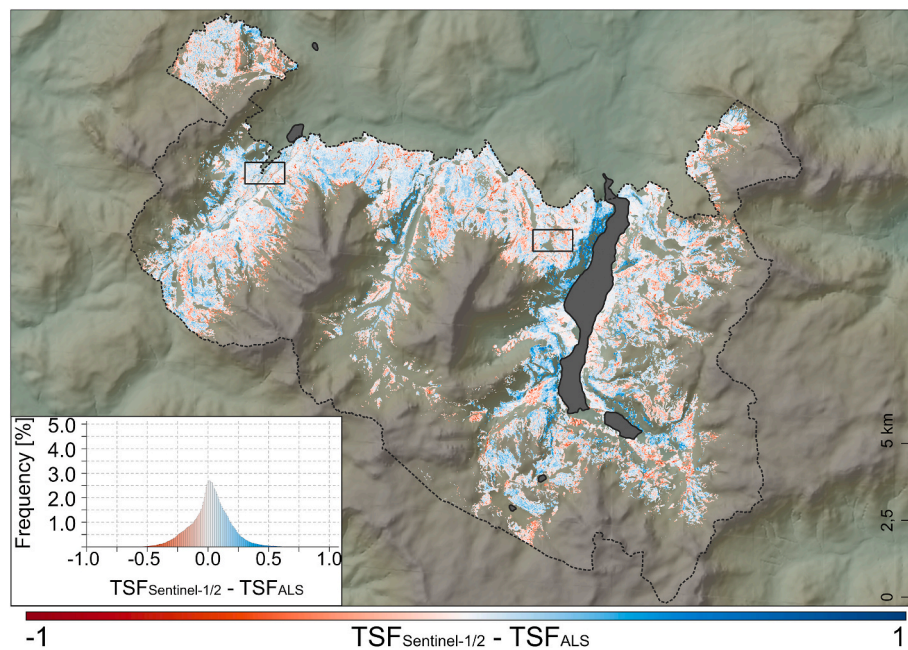 5 km
2,5
0
Frequency [%]
5.0
4.0
3.0
2.0
1.0
-1.0 -0.5 0.0 0.5 1.0
TSFSentinel-1/2 - TSFALS
-1 TSFSentinel-1/2 - TSFALS 1